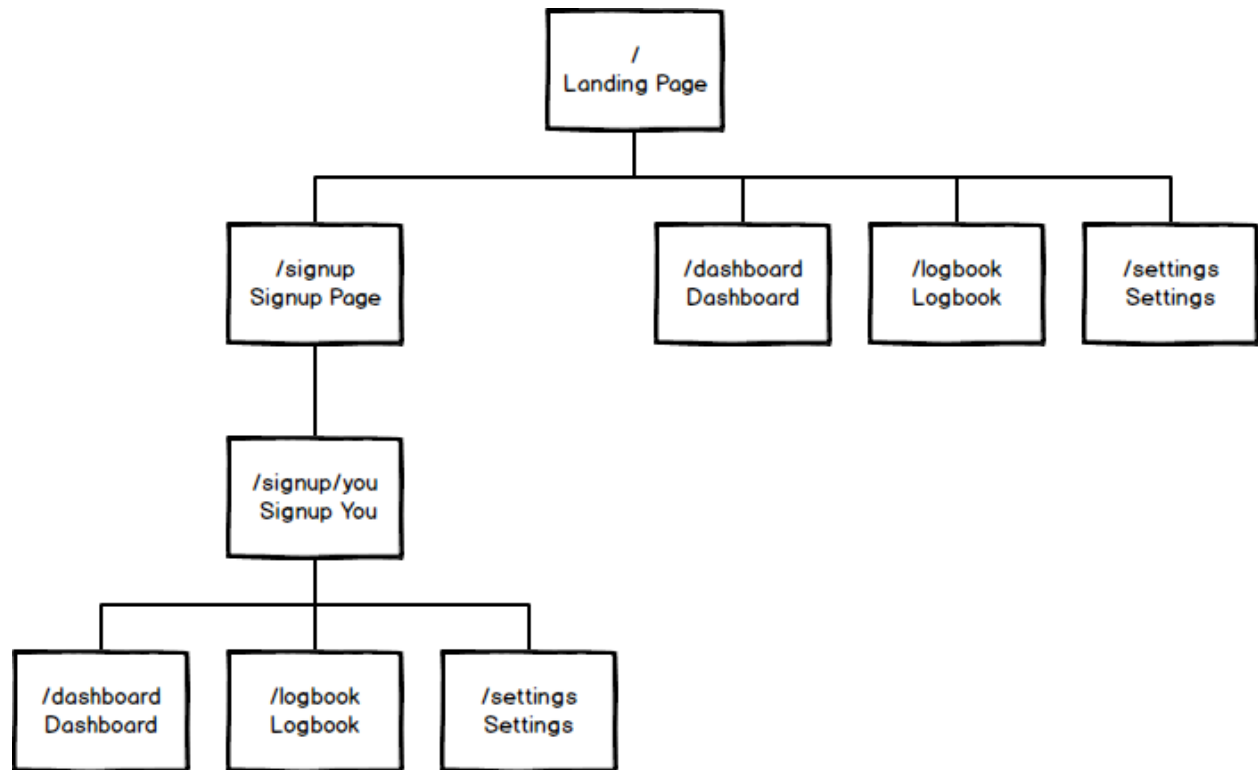 /
Landing Page
/signup
Signup Page
/dashboard
Dashboard
/logbook
Logbook
/settings
Settings
/signup/you
Signup You
/dashboard
Dashboard
/logbook
Logbook
/settings
Settings